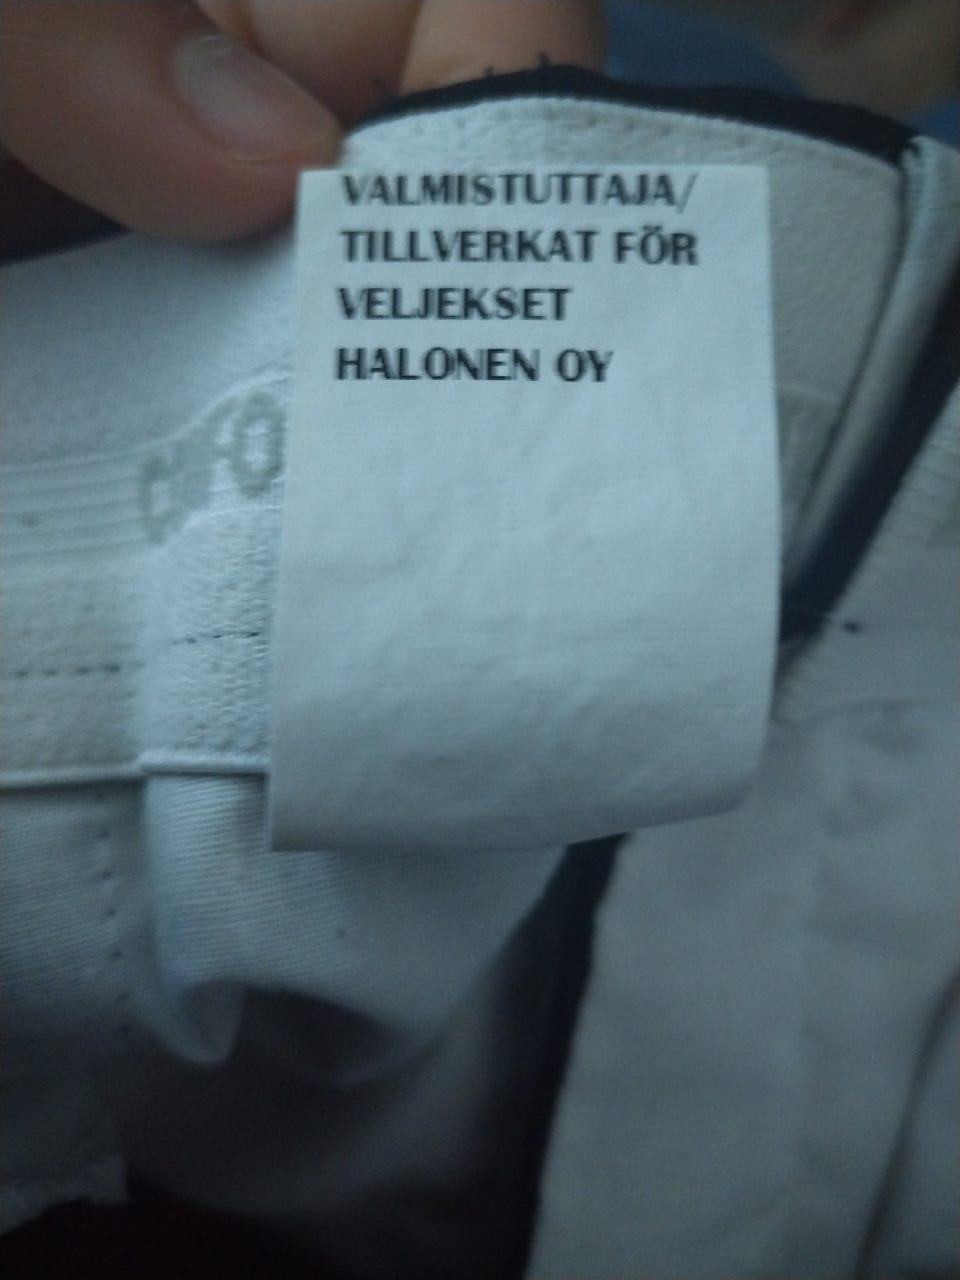 VALMISTUTTAJA/
TILLVERKAT FÖR
VELJEKSET
HALONEN OY